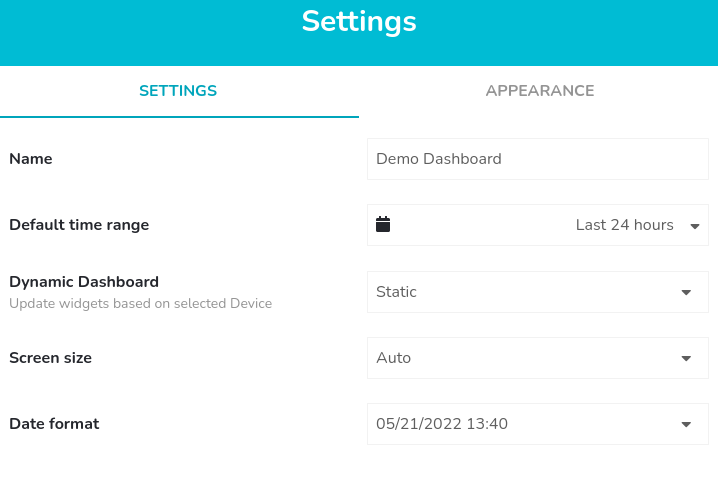 Settings
SETTINGS
APPEARANCE
Name
Demo Dashboard
Default time range
Last 24 hours
Dynamic Dashboard
Update widgets based on selected Device
Static
Screen size
Auto
Date format
05/21/2022 13:40